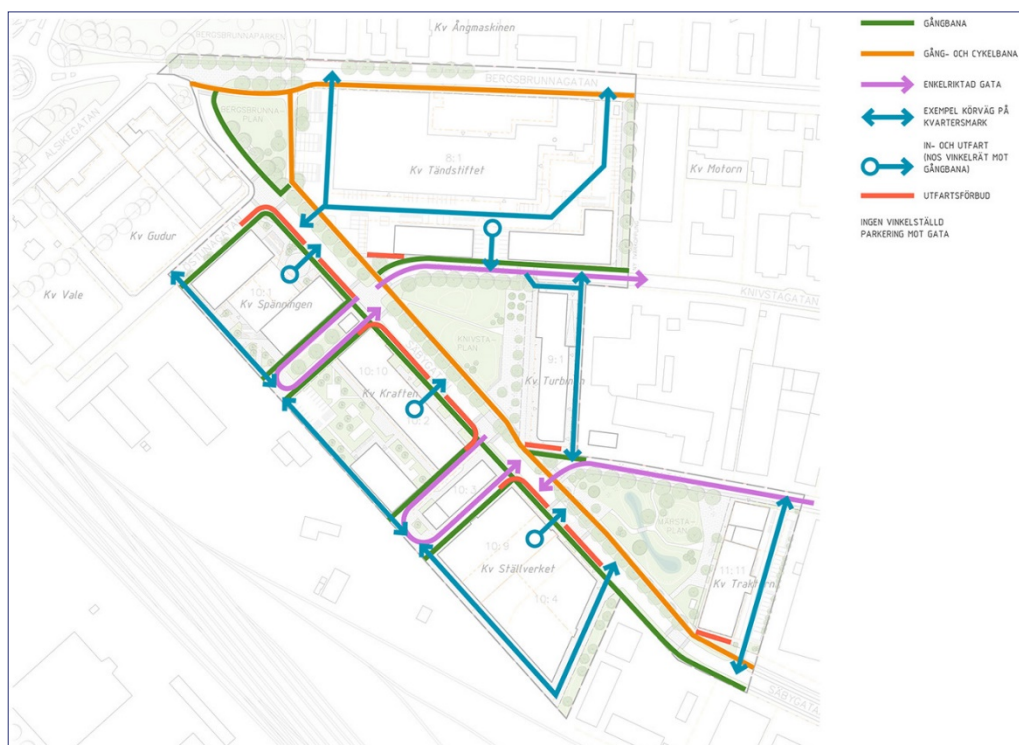 Kv Ångmaskinen
BERGSBRUNNAPARKEN
BERGSBRUNNAGATAN
ALSIKEGATAN
BERGSBRUNNA
PLAN
8:1
Kv Tändstiftet
Kv Motorn
Kv Gudur
Kv Vale
10:1
Kv Spänningen
KNIVSTAGATAN
KNIVSTA-
PLAN
9:1
Kv Turbinen
10:10
Kv Kraften
10:2
10:3
MÄRSTA-
PLAN
10:9
Kv Ställverket
10:4
11:11
Kv Traktorn
SÄBYGATAN
GÅNGBANA
GÅNG- OCH CYKELBANA
ENKELRIKTAD GATA
EXEMPEL KÖRVÄG PÅ
KVARTERSMARK
IN- OCH UTFART
(NOS VINKELRÄT MOT
GÅNGBANA)
UTFARTSFÖRBUD
INGEN VINKELSTÄLLD
PARKERING MOT GATA